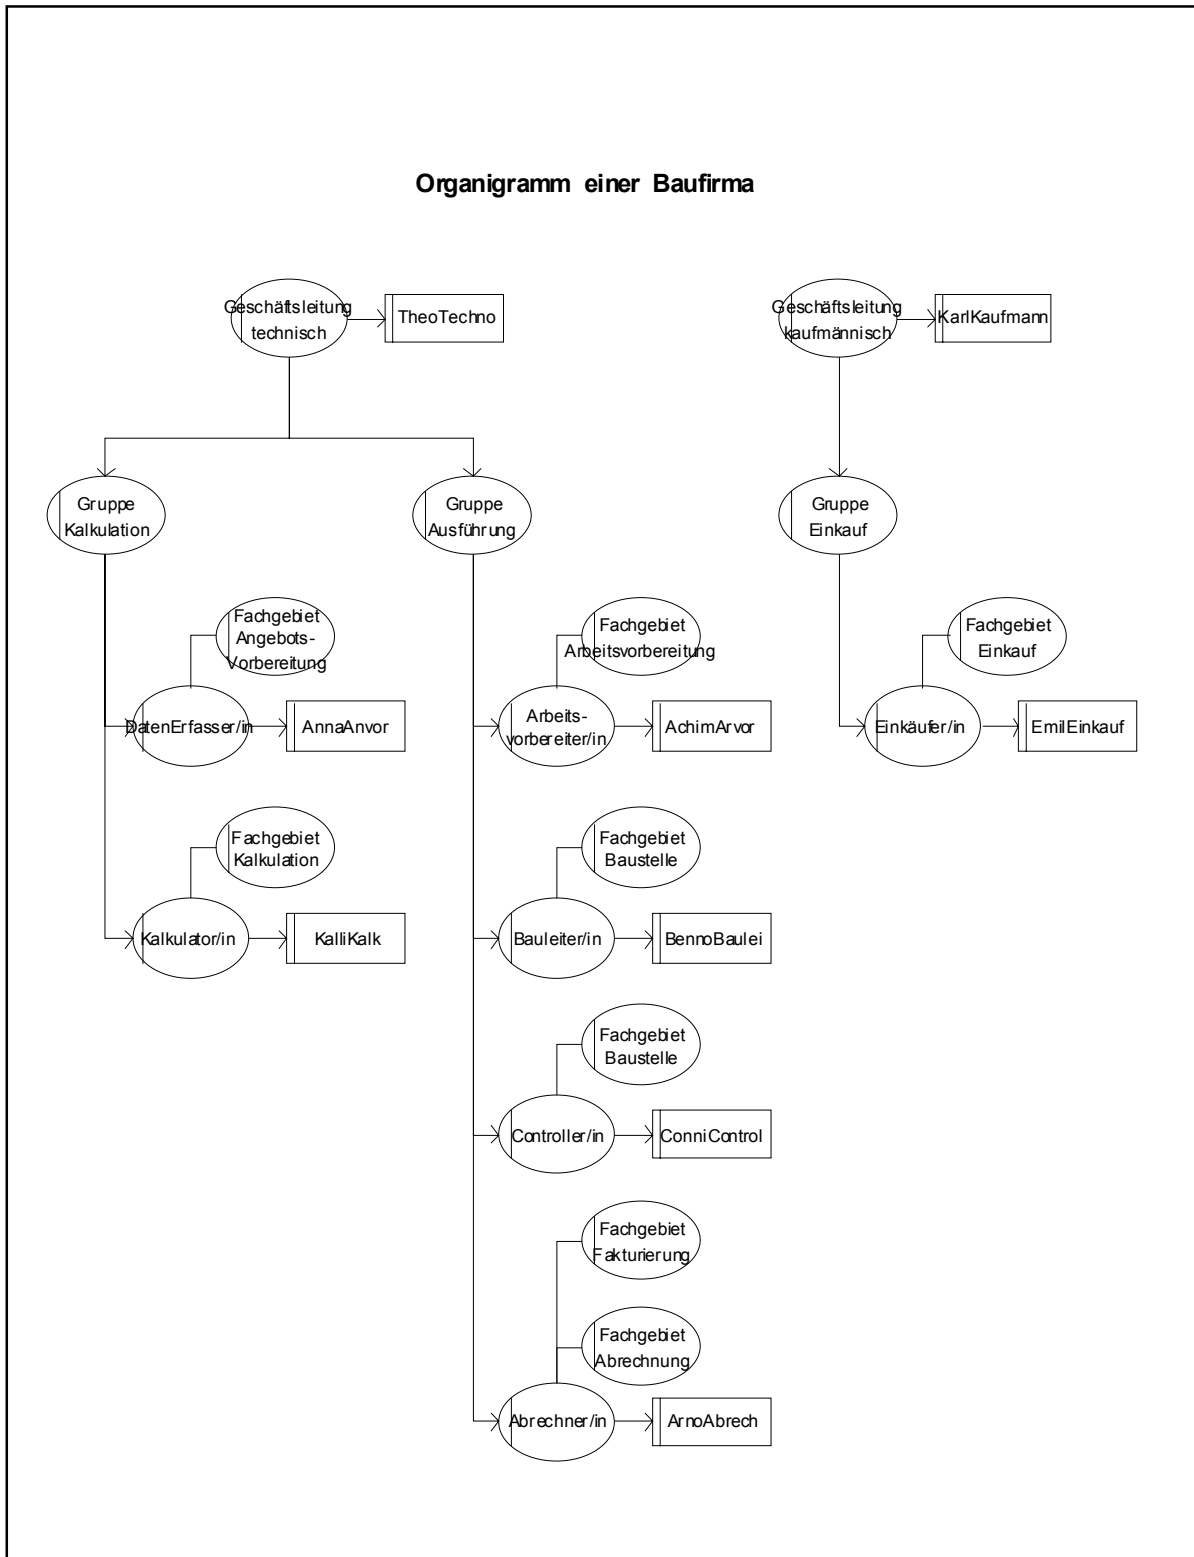 Organigramm einer Baufirma
Geschäftsleitung
technisch
TheoTechno
Geschäftsleitung
kaufmännisch
KarlKaufmann
Gruppe
Kalkulation
Gruppe
Ausführung
Gruppe
Einkauf
Fachgebiet
Angebots-
Vorbereitung
Fachgebiet
Arbeitsvorbereitung
Fachgebiet
Einkauf
DatenErfasser/in
AnnaAnvor
Arbeits-
vorbereiter/in
AchimArvor
Einkäufer/in
EmilEinkauf
Fachgebiet
Kalkulation
Fachgebiet
Baustelle
Kalkulator/in
KalliKalk
Bauleiter/in
BennoBaulei
Fachgebiet
Baustelle
Controller/in
ConniControl
Fachgebiet
Fakturierung
Fachgebiet
Abrechnung
Abrechner/in
ArnoAbrech